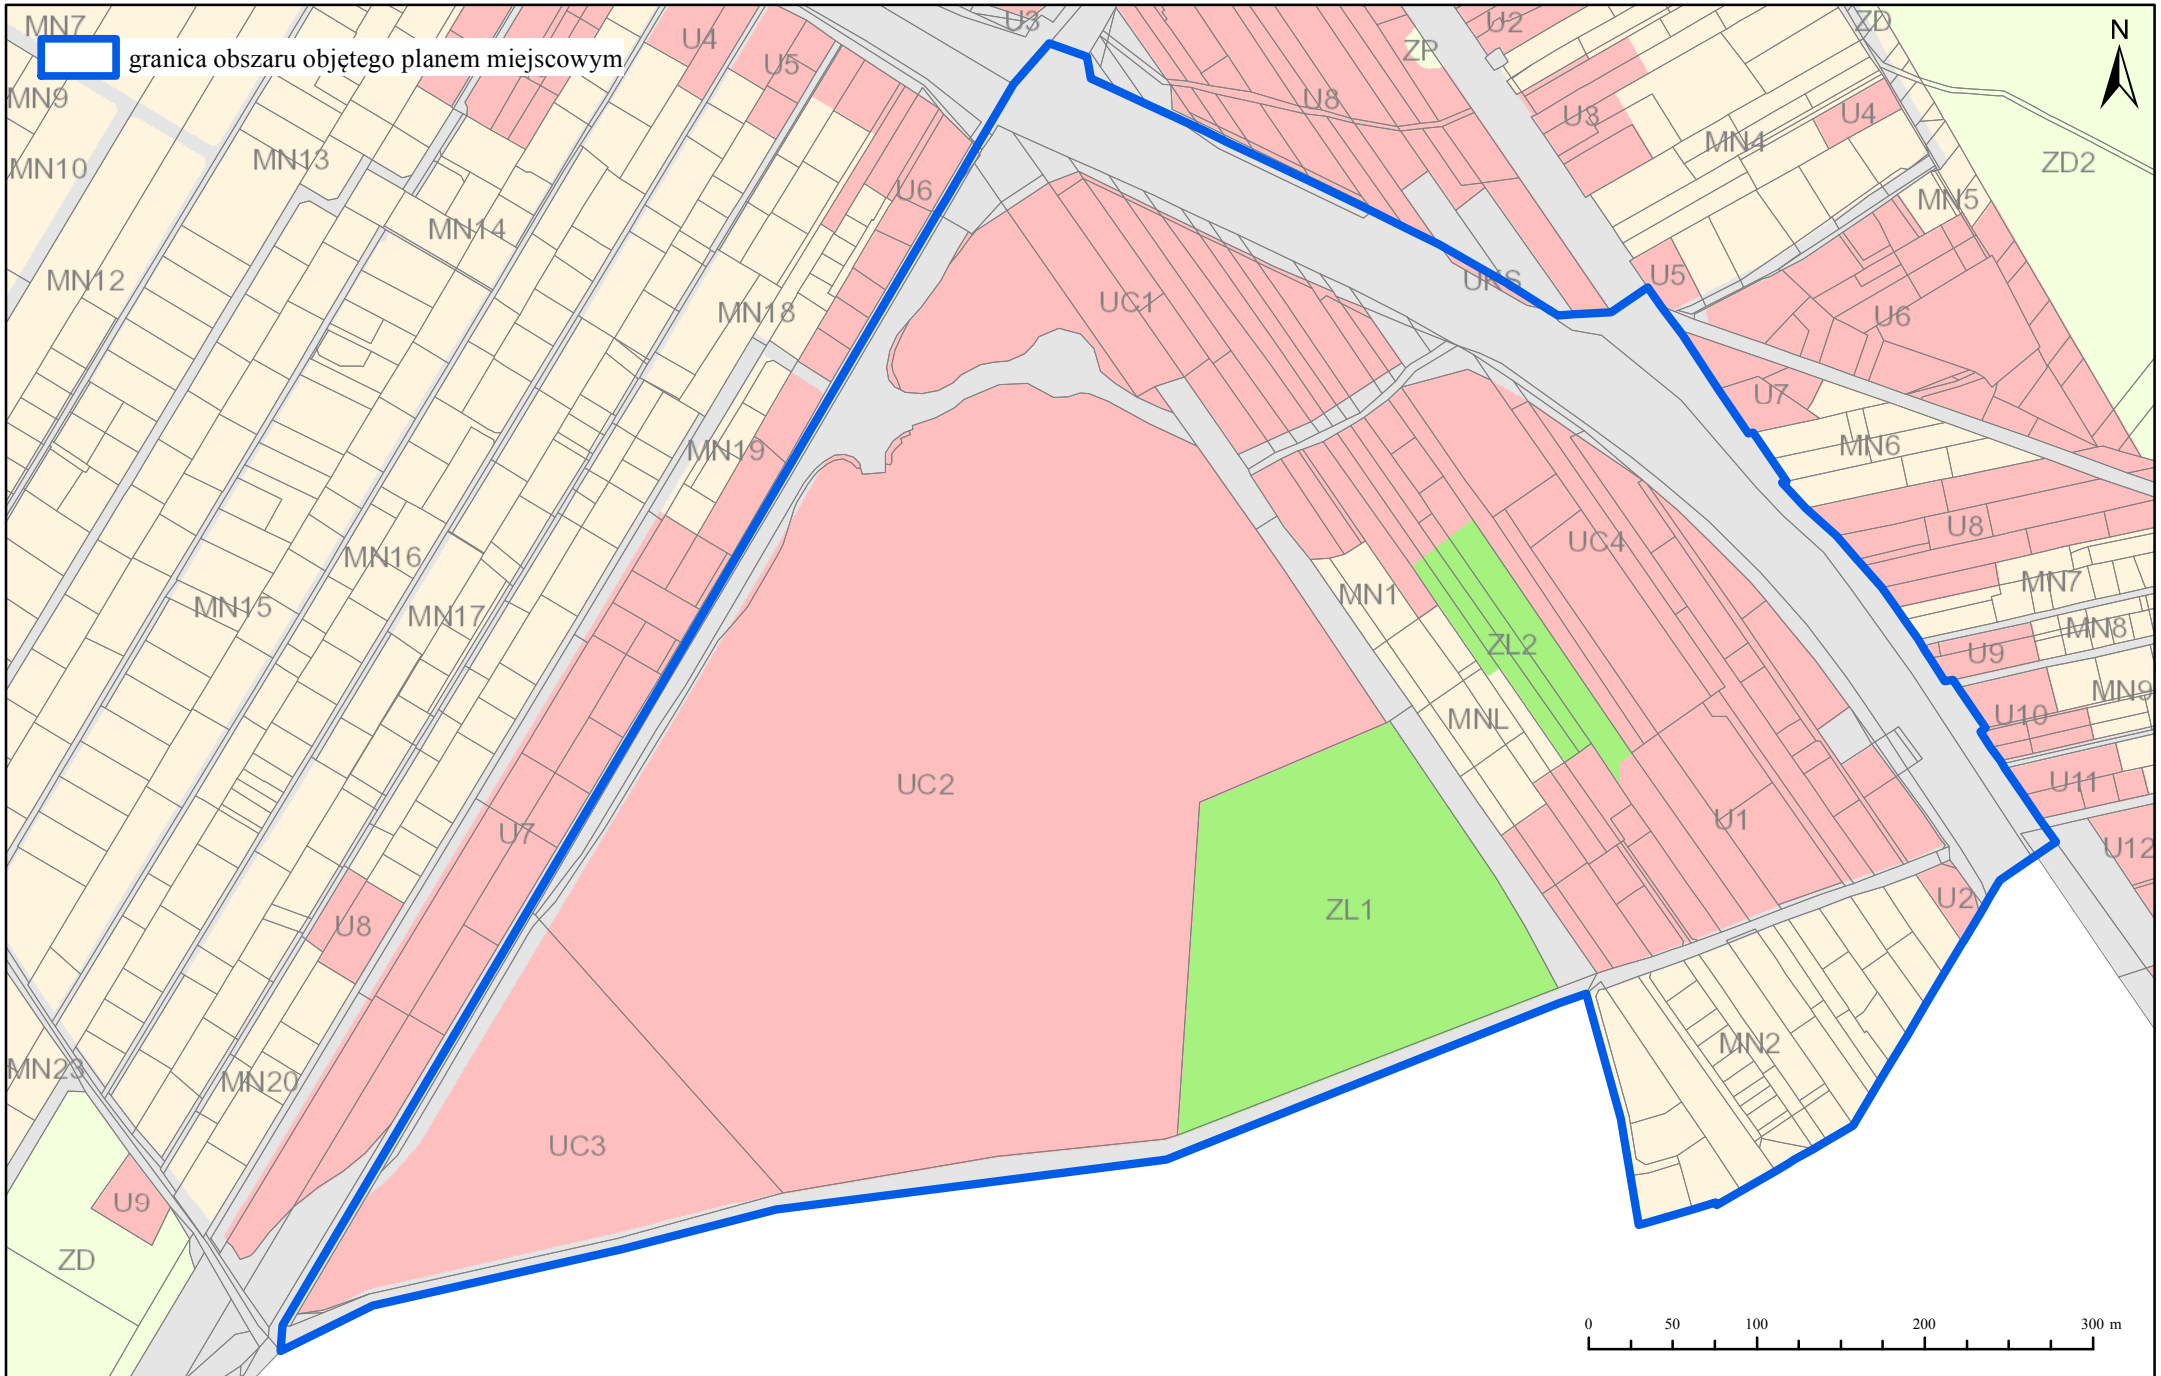 MN7
U3
U2
ZD
N
granica obszaru objętego planem miejscowym
U4
U5
ZP
MN9
U8
U3
U4
MN4
MN10
MN13
ZD2
U6
MN5
MN14
MN12
UC1
UKS
U5
MN18
U6
U7
MN19
MN6
U8
MN16
UC4
MN7
MN1
MN15
MN17
MN8
ZL2
U9
MN9
MNL
U10
UC2
U11
U7
U1
U12
U2
ZL1
U8
MN2
MN23
MN20
UC3
U9
ZD
0 50 100 200 300 m